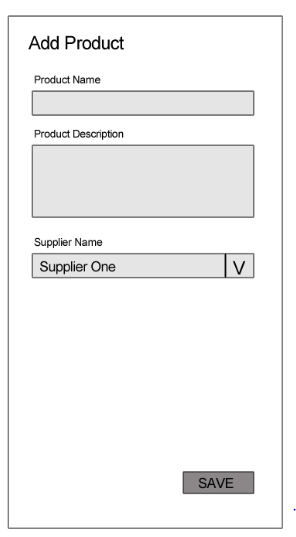 Add Product
Product Name
Product Description
Supplier Name
Supplier One V
SAVE